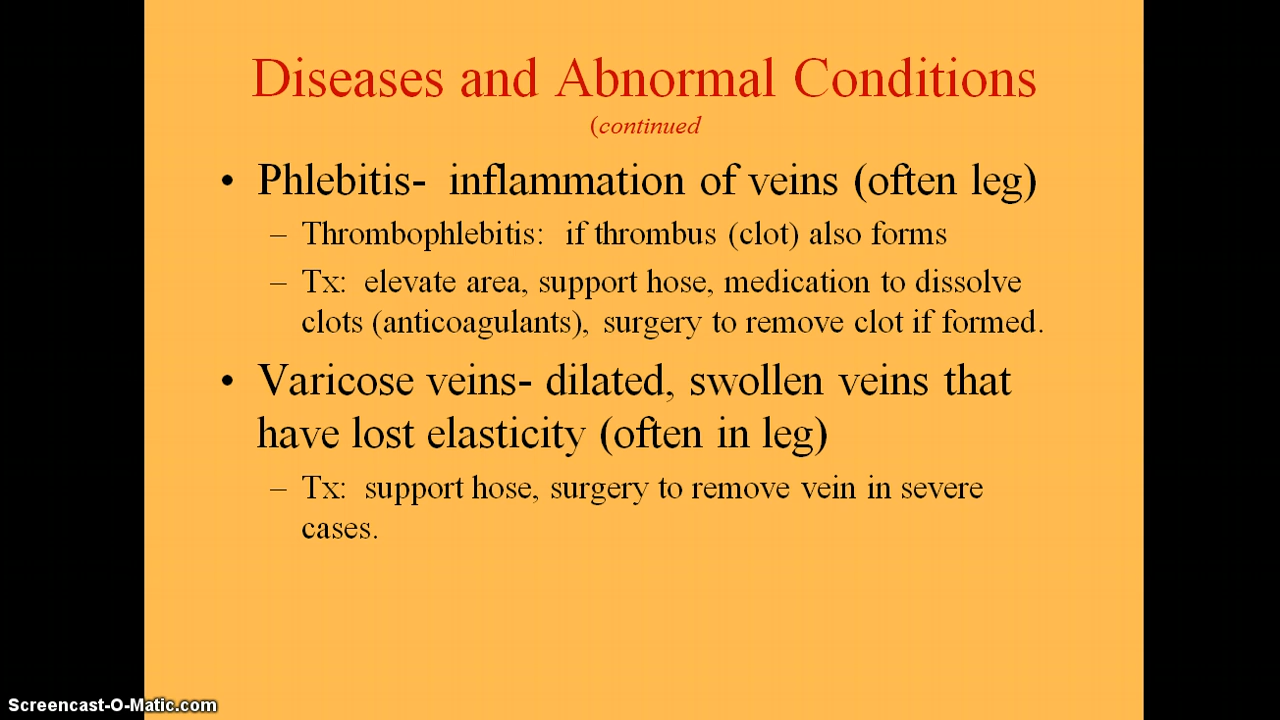 Diseases and Abnormal Conditions
(continued
• Phlebitis-  inflammation of veins (often leg)
– Thrombophlebitis:  if thrombus (clot) also forms
– Tx:  elevate area, support hose, medication to dissolve
clots (anticoagulants),  surgery to remove clot if formed.
• Varicose veins- dilated, swollen veins that
have lost elasticity (often in leg)
– Tx:  support hose, surgery to remove vein in severe
cases.
Screencast-O-Matic.com